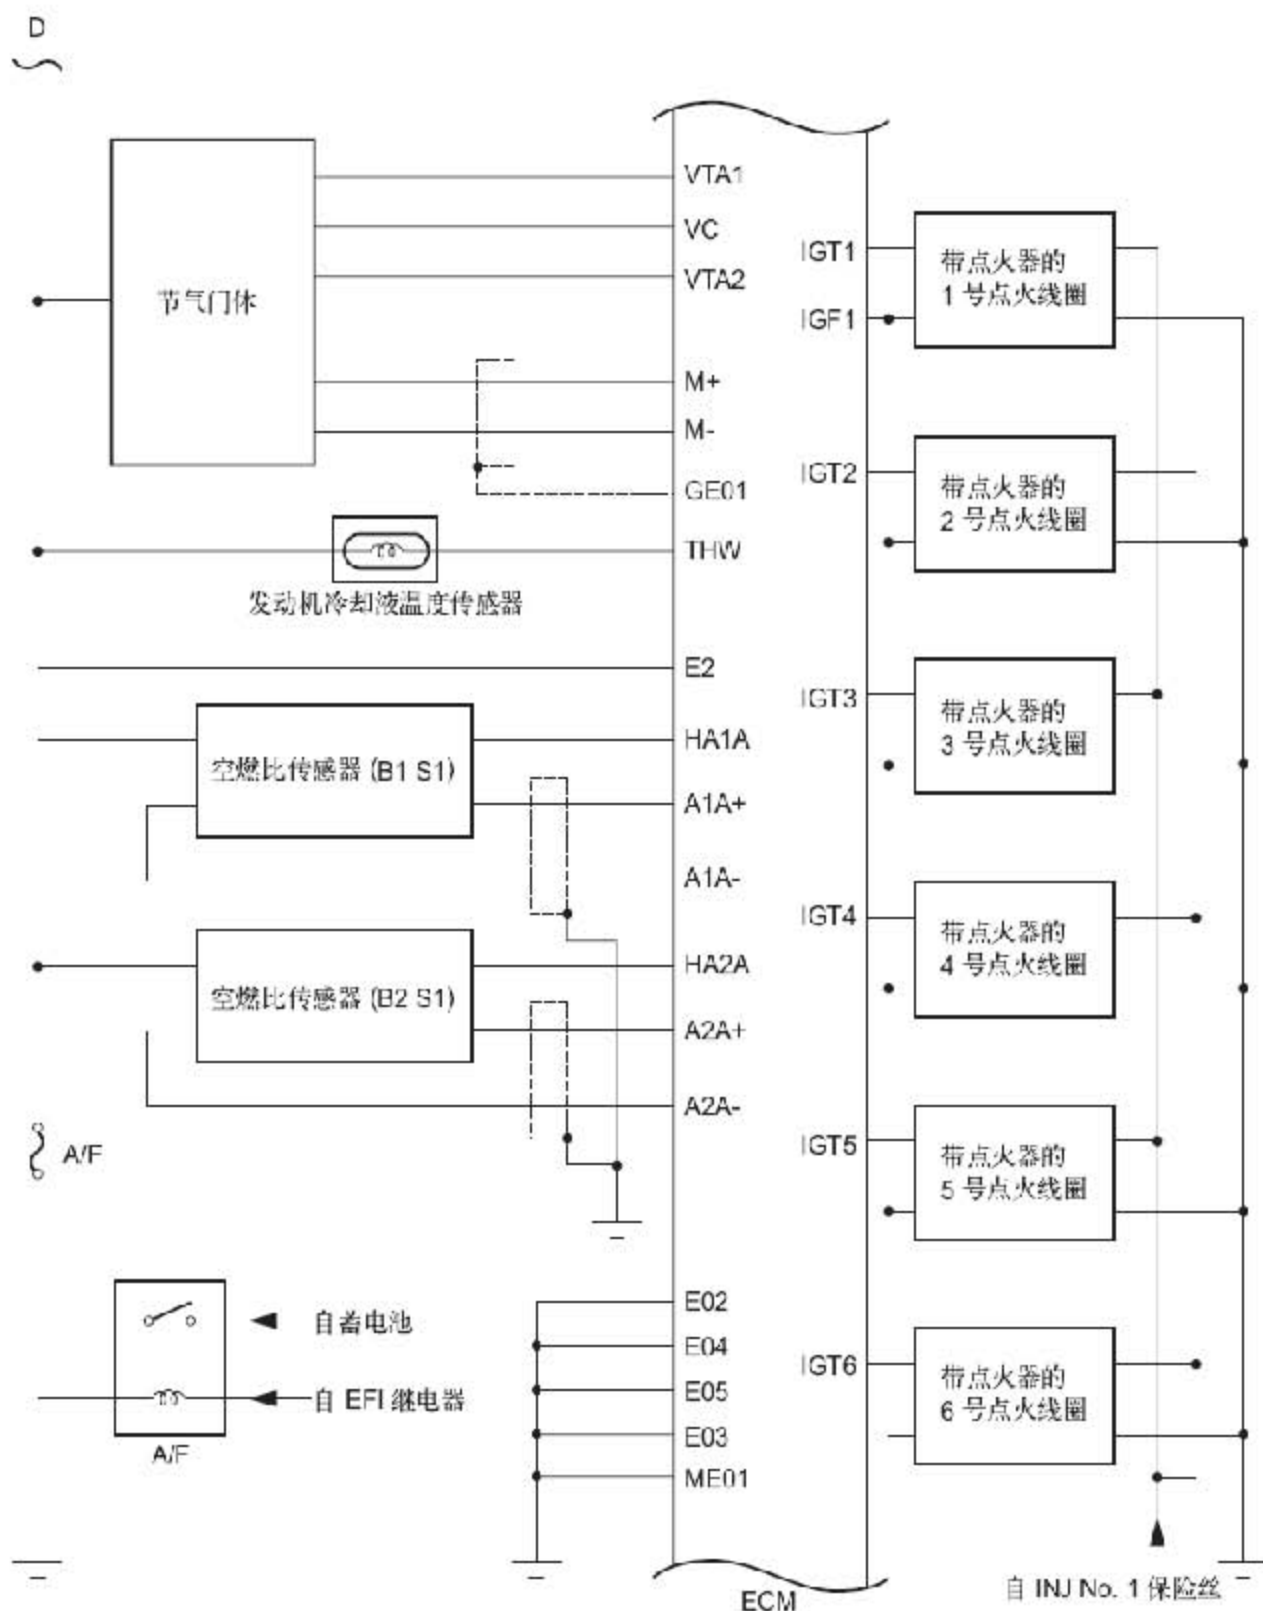 D
VTA1
VC
VTA2
节气门体
M+
M-
GE01
THW
发动机冷却液温度传感器
E2
HA1A
空燃比传感器 (B1 S1)
A1A+
A1A-
HA2A
空燃比传感器 (B2 S1)
A2A+
A2A-
A/F
自蓄电池
自 EFI 继电器
A/F
E02
E04
E05
E03
ME01
ECM
IGT1
带点火器的
1 号点火线圈
IGF1
IGT2
带点火器的
2 号点火线圈
IGT3
带点火器的
3 号点火线圈
IGT4
带点火器的
4 号点火线圈
IGT5
带点火器的
5 号点火线圈
IGT6
带点火器的
6 号点火线圈
自 INJ No. 1 保险丝